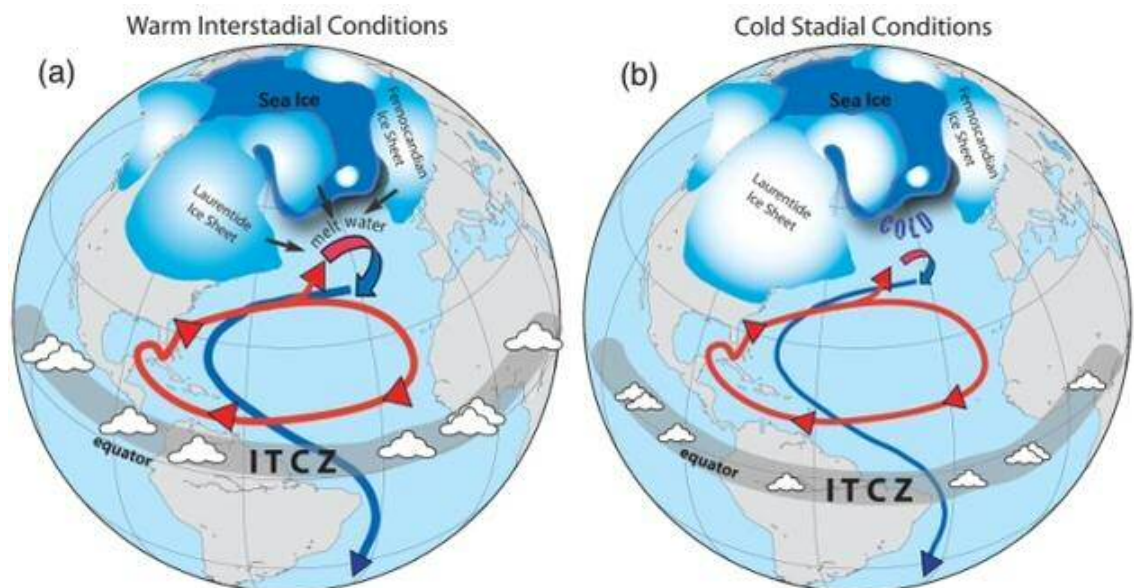 Warm Interstadial Conditions
(a)
Sea Ice
Fennoscandian
Ice Sheet
Laurentide
Ice Sheet
melt water
equator
ITCZ
Cold Stadial Conditions
(b)
Sea Ice
Fennoscandian
Ice Sheet
Laurentide
Ice Sheet
COLD
equator
ITCZ